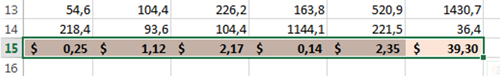 13 54,6 104,4 226,2 163,8 520,9 1430,7
14 218,4 93,6 104,4 1144,1 221,5 36,4
15 $ 0,25 $ 1,12 $ 2,17 $ 0,14 $ 2,35 $ 39,30
16